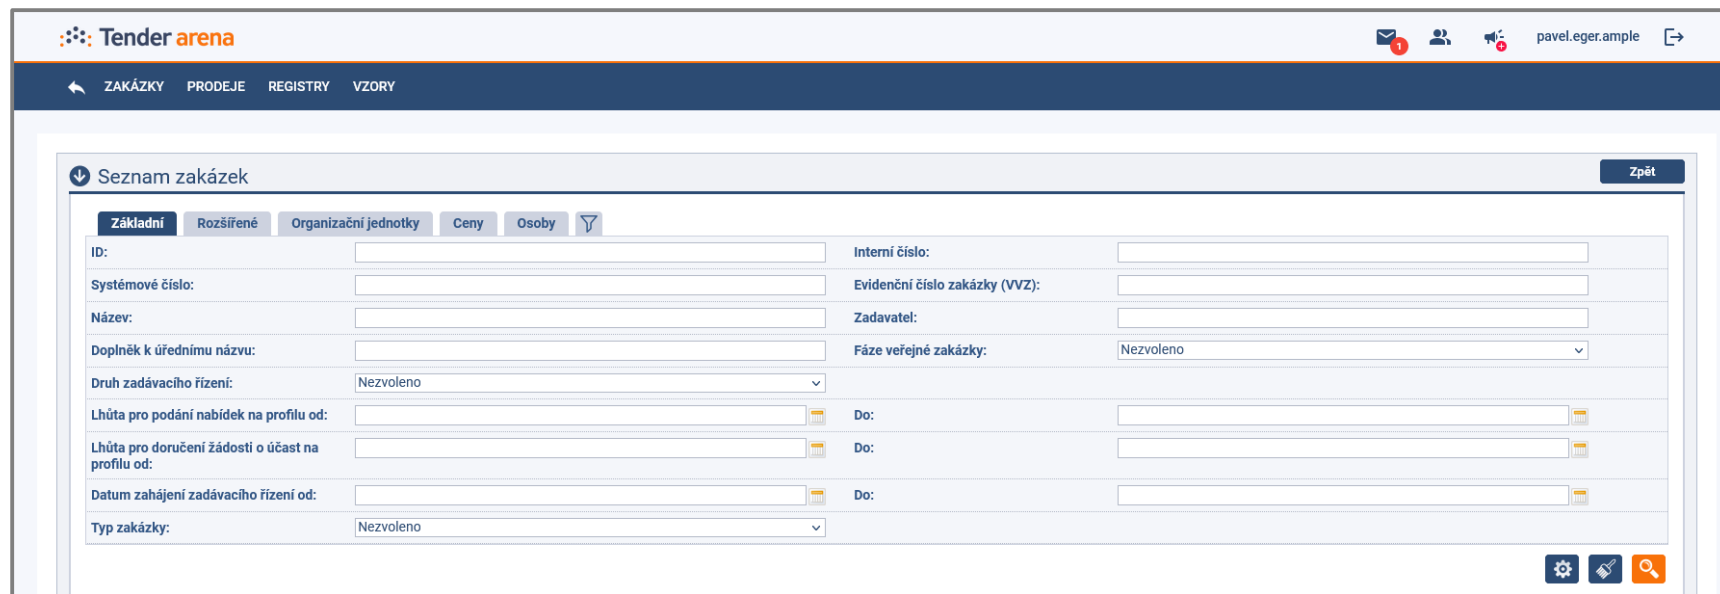 Tender arena
1
pavel.eger.ample
ZAKÁZKY PRODEJE REGISTRY VZORY
Seznam zakázek
Zpět
Základní Rozšířené Organizační jednotky Ceny Osoby
ID: Interní číslo:
Systémové číslo: Evidenční číslo zakázky (VVZ):
Název: Zadavatel:
Doplněk k úřednímu názvu: Fáze veřejné zakázky: Nezvoleno
Druh zadávacího řízení: Nezvoleno
Lhůta pro podání nabídek na profilu od: Do:
Lhůta pro doručení žádosti o účast na
profilu od: Do:
Datum zahájení zadávacího řízení od: Do:
Typ zakázky: Nezvoleno